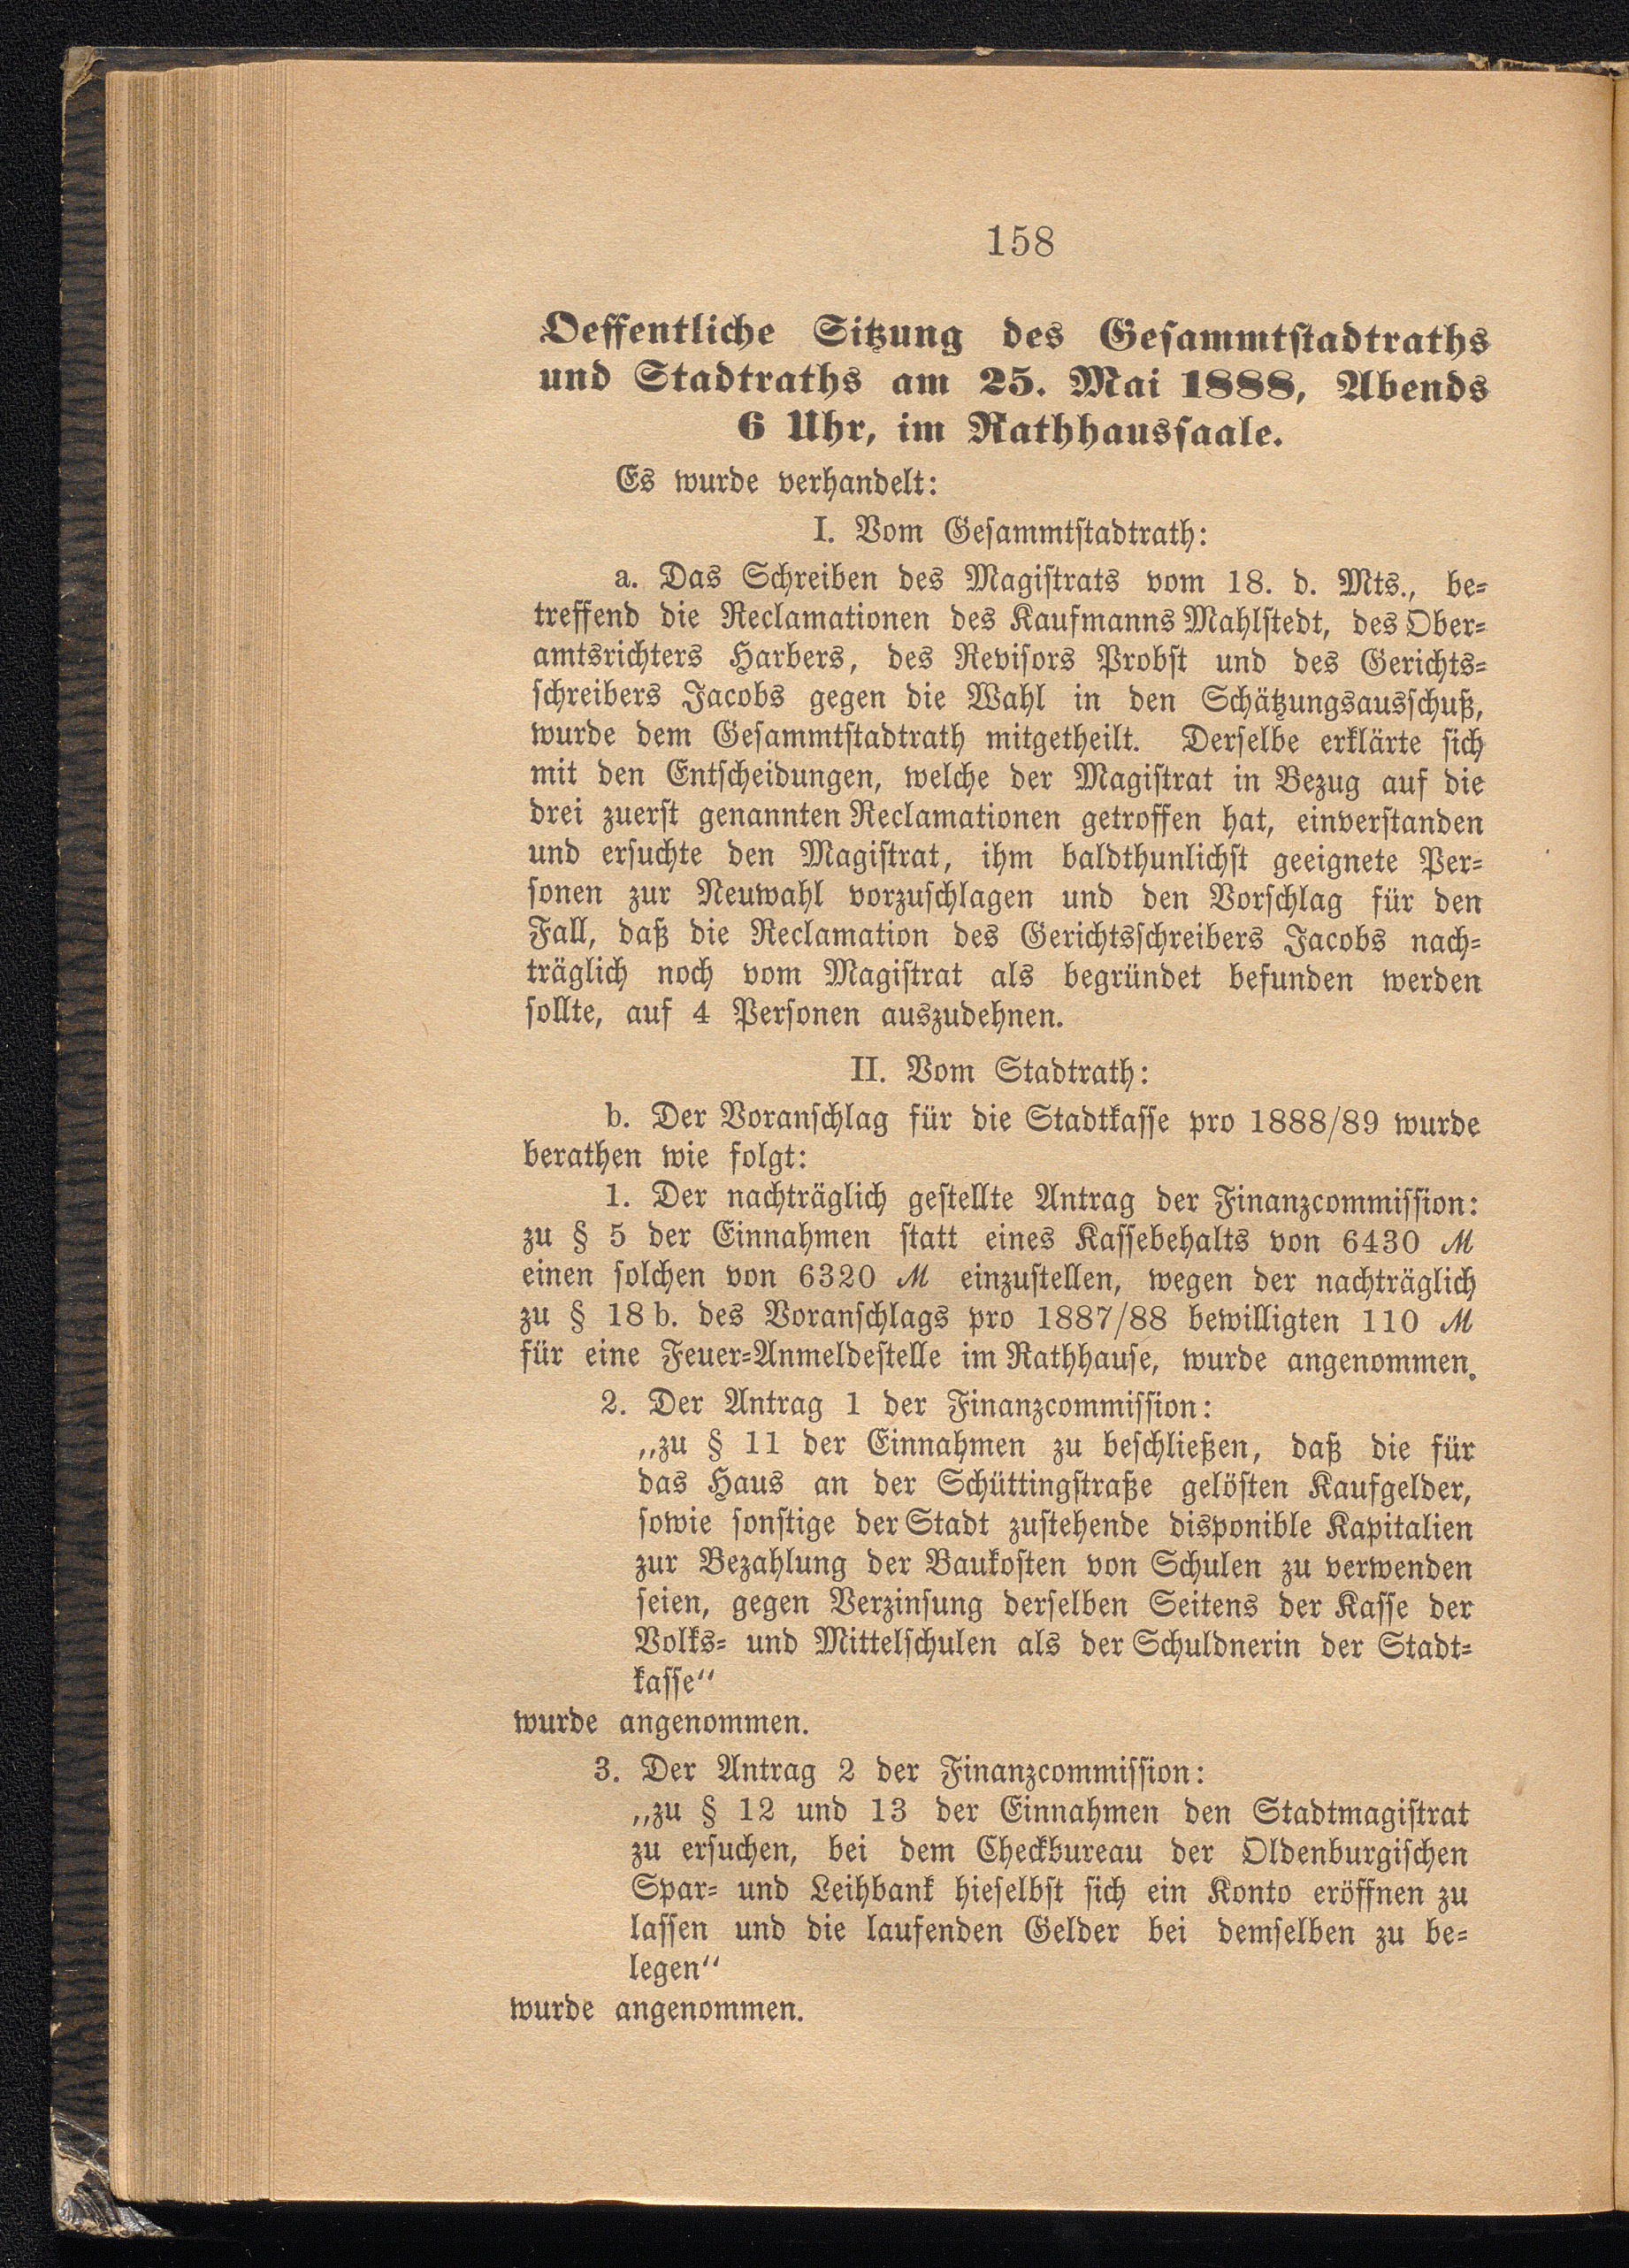 158
Oeffentliche Sitzung des Gesammtstadtraths
und Stadtraths am 25. Mai 1888, Abends
6 Uhr, im Rathhaussaale.
Es wurde verhandelt:
I. Vom Gesammtstadtrath:
a. Das Schreiben des Magistrats vom 18. d. Mts., be-
treffend die Reclamationen des Kaufmanns Mahlstedt, des Ober-
amtsrichters Harbers, des Revisors Probst und des Gerichts-
schreibers Jacobs gegen die Wahl in den Schätzungsausschuß,
wurde dem Gesammtstadtrath mitgetheilt. Derselbe erklärte sich
mit den Entscheidungen, welche der Magistrat in Bezug auf die
drei zuerst genannten Reclamationen getroffen hat, einverstanden
und ersuchte den Magistrat, ihm baldthunlichst geeignete Per-
sonen zur Neuwahl vorzuschlagen und den Vorschlag für den
Fall, daß die Reclamation des Gerichtsschreibers Jacobs nach-
träglich noch vom Magistrat als begründet befunden werden
sollte, auf 4 Personen auszudehnen.
II. Vom Stadtrath:
b. Der Voranschlag für die Stadtkasse pro 1888/89 wurde
berathen wie folgt:
1. Der nachträglich gestellte Antrag der Finanzcommission:
zu § 5 der Einnahmen statt eines Kassebehalts von 6430 ℳ
einen solchen von 6320 ℳ einzustellen, wegen der nachträglich
zu § 18 b. des Voranschlags pro 1887/88 bewilligten 110 ℳ
für eine Feuer-Anmeldestelle im Rathhause, wurde angenommen.
2. Der Antrag 1 der Finanzcommission:
„zu § 11 der Einnahmen zu beschließen, daß die für
das Haus an der Schüttingstraße gelösten Kaufgelder,
sowie sonstige der Stadt zustehende disponible Kapitalien
zur Bezahlung der Baukosten von Schulen zu verwenden
seien, gegen Verzinsung derselben Seitens der Kasse der
Volks- und Mittelschulen als der Schuldnerin der Stadt-
kasse“
wurde angenommen.
3. Der Antrag 2 der Finanzcommission:
„zu § 12 und 13 der Einnahmen den Stadtmagistrat
zu ersuchen, bei dem Checkbureau der Oldenburgischen
Spar- und Leihbank hieselbst sich ein Konto eröffnen zu
lassen und die laufenden Gelder bei demselben zu be-
legen“
wurde angenommen.